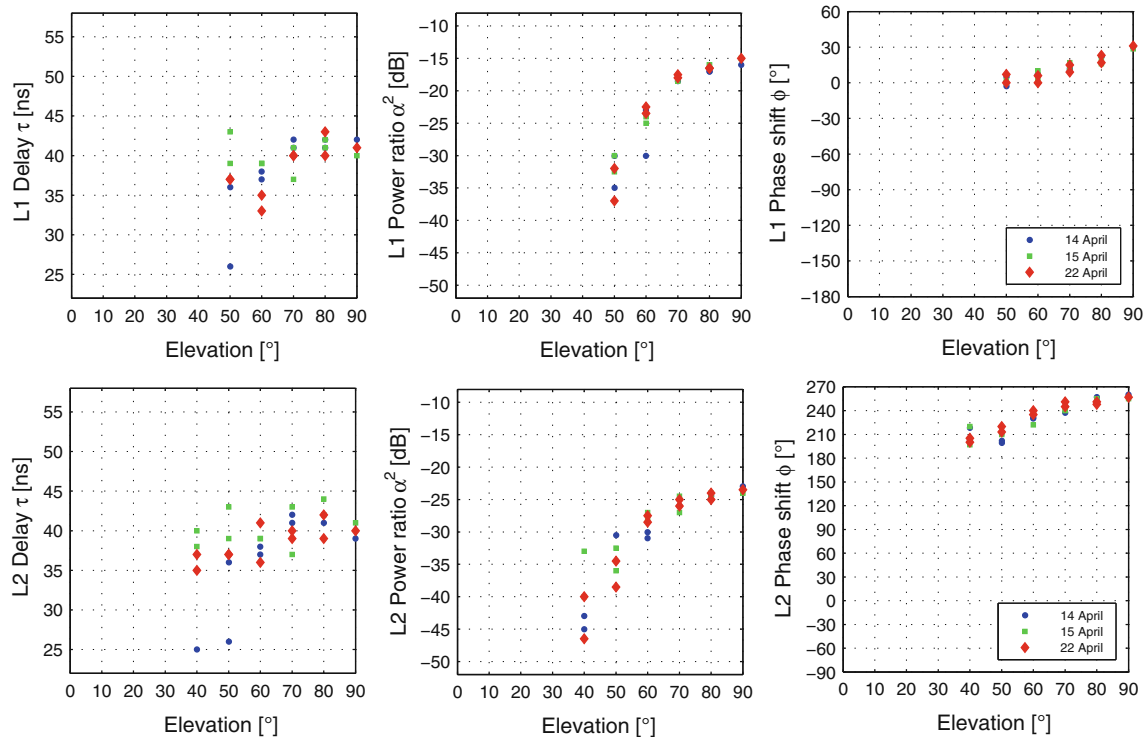 L1 Delay τ [ns]
55
50
45
40
35
30
25
0 10 20 30 40 50 60 70 80 90
Elevation [°]
L1 Power ratio α² [dB]
−10
−15
−20
−25
−30
−35
−40
−45
−50
0 10 20 30 40 50 60 70 80 90
Elevation [°]
L1 Phase shift ϕ [°]
60
30
0
−30
−60
−90
−120
−150
−180
14 April
15 April
22 April
0 10 20 30 40 50 60 70 80 90
Elevation [°]
L2 Delay τ [ns]
55
50
45
40
35
30
25
0 10 20 30 40 50 60 70 80 90
Elevation [°]
L2 Power ratio α² [dB]
−10
−15
−20
−25
−30
−35
−40
−45
−50
0 10 20 30 40 50 60 70 80 90
Elevation [°]
L2 Phase shift ϕ [°]
270
240
210
180
150
120
90
60
30
0
−30
−60
−90
14 April
15 April
22 April
0 10 20 30 40 50 60 70 80 90
Elevation [°]